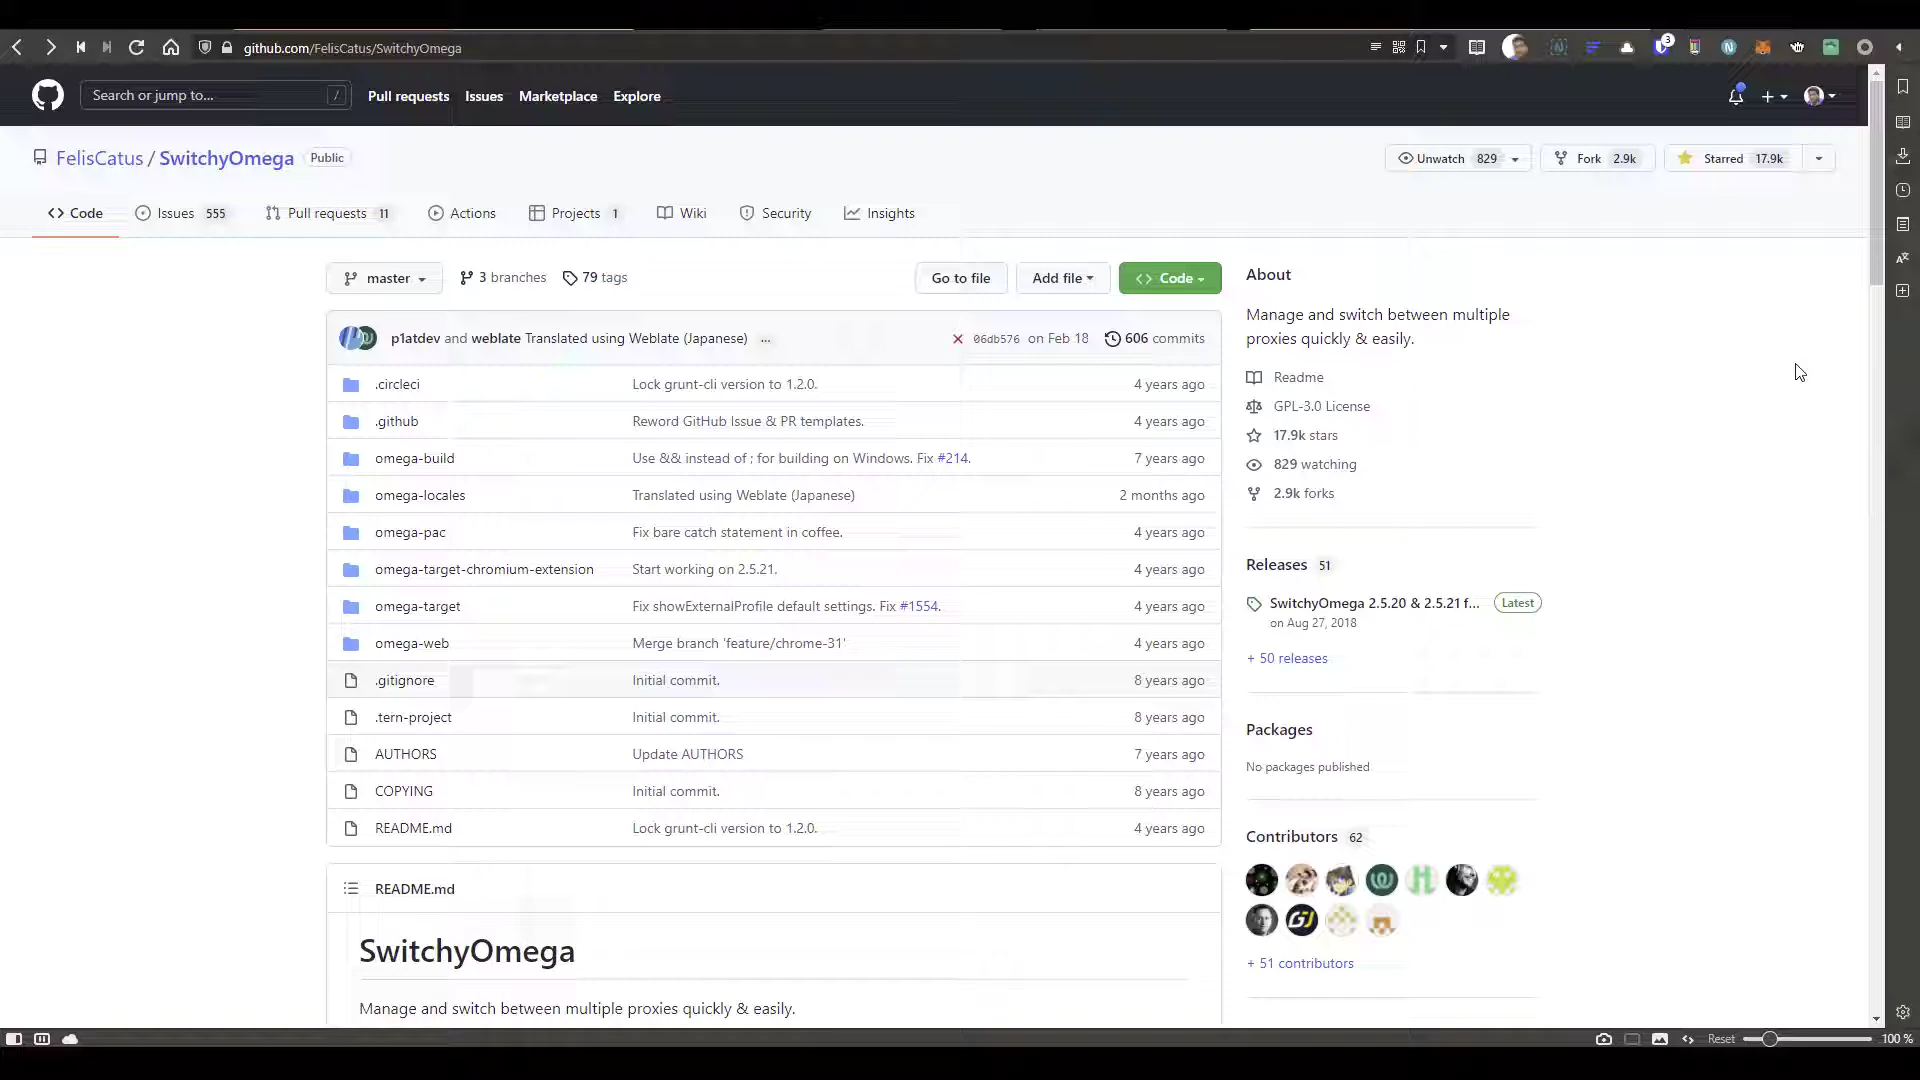 github.com/FelisCatus/SwitchyOmega
3
Search or jump to... /
Pull requests Issues Marketplace Explore
FelisCatus / SwitchyOmega Public
Unwatch 829 Fork 2.9k Starred 17.9k
Code Issues 555 Pull requests 11 Actions Projects 1 Wiki Security Insights
master 3 branches 79 tags Go to file Add file Code
p1atdev and weblate Translated using Weblate (Japanese) ... 06db576 on Feb 18 606 commits
.circleci Lock grunt-cli version to 1.2.0. 4 years ago
.github Reword GitHub Issue & PR templates. 4 years ago
omega-build Use && instead of ; for building on Windows. Fix #214. 7 years ago
omega-locales Translated using Weblate (Japanese) 2 months ago
omega-pac Fix bare catch statement in coffee. 4 years ago
omega-target-chromium-extension Start working on 2.5.21. 4 years ago
omega-target Fix showExternalProfile default settings. Fix #1554. 4 years ago
omega-web Merge branch 'feature/chrome-31' 4 years ago
.gitignore Initial commit. 8 years ago
.tern-project Initial commit. 8 years ago
AUTHORS Update AUTHORS 7 years ago
COPYING Initial commit. 8 years ago
README.md Lock grunt-cli version to 1.2.0. 4 years ago
README.md
SwitchyOmega
Manage and switch between multiple proxies quickly & easily.
About
Manage and switch between multiple
proxies quickly & easily.
Readme
GPL-3.0 License
17.9k stars
829 watching
2.9k forks
Releases 51
SwitchyOmega 2.5.20 & 2.5.21 f... Latest
on Aug 27, 2018
+ 50 releases
Packages
No packages published
Contributors 62
GJ
+ 51 contributors
Reset 100 %